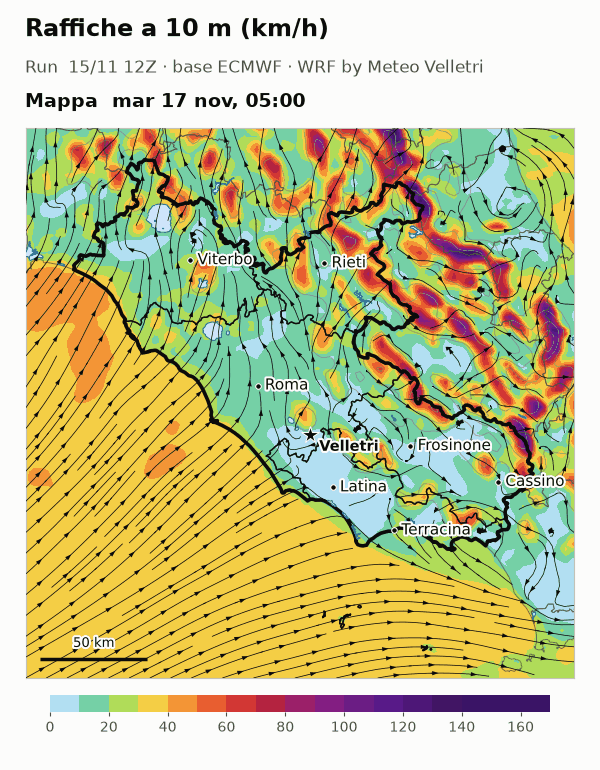 Raffiche a 10 m (km/h)
Run  15/11 12Z · base ECMWF · WRF by Meteo Velletri
Mappa  mar 17 nov, 05:00
Viterbo
Rieti
Roma
Velletri
Frosinone
Latina
Cassino
Terracina
50 km
0 20 40 60 80 100 120 140 160